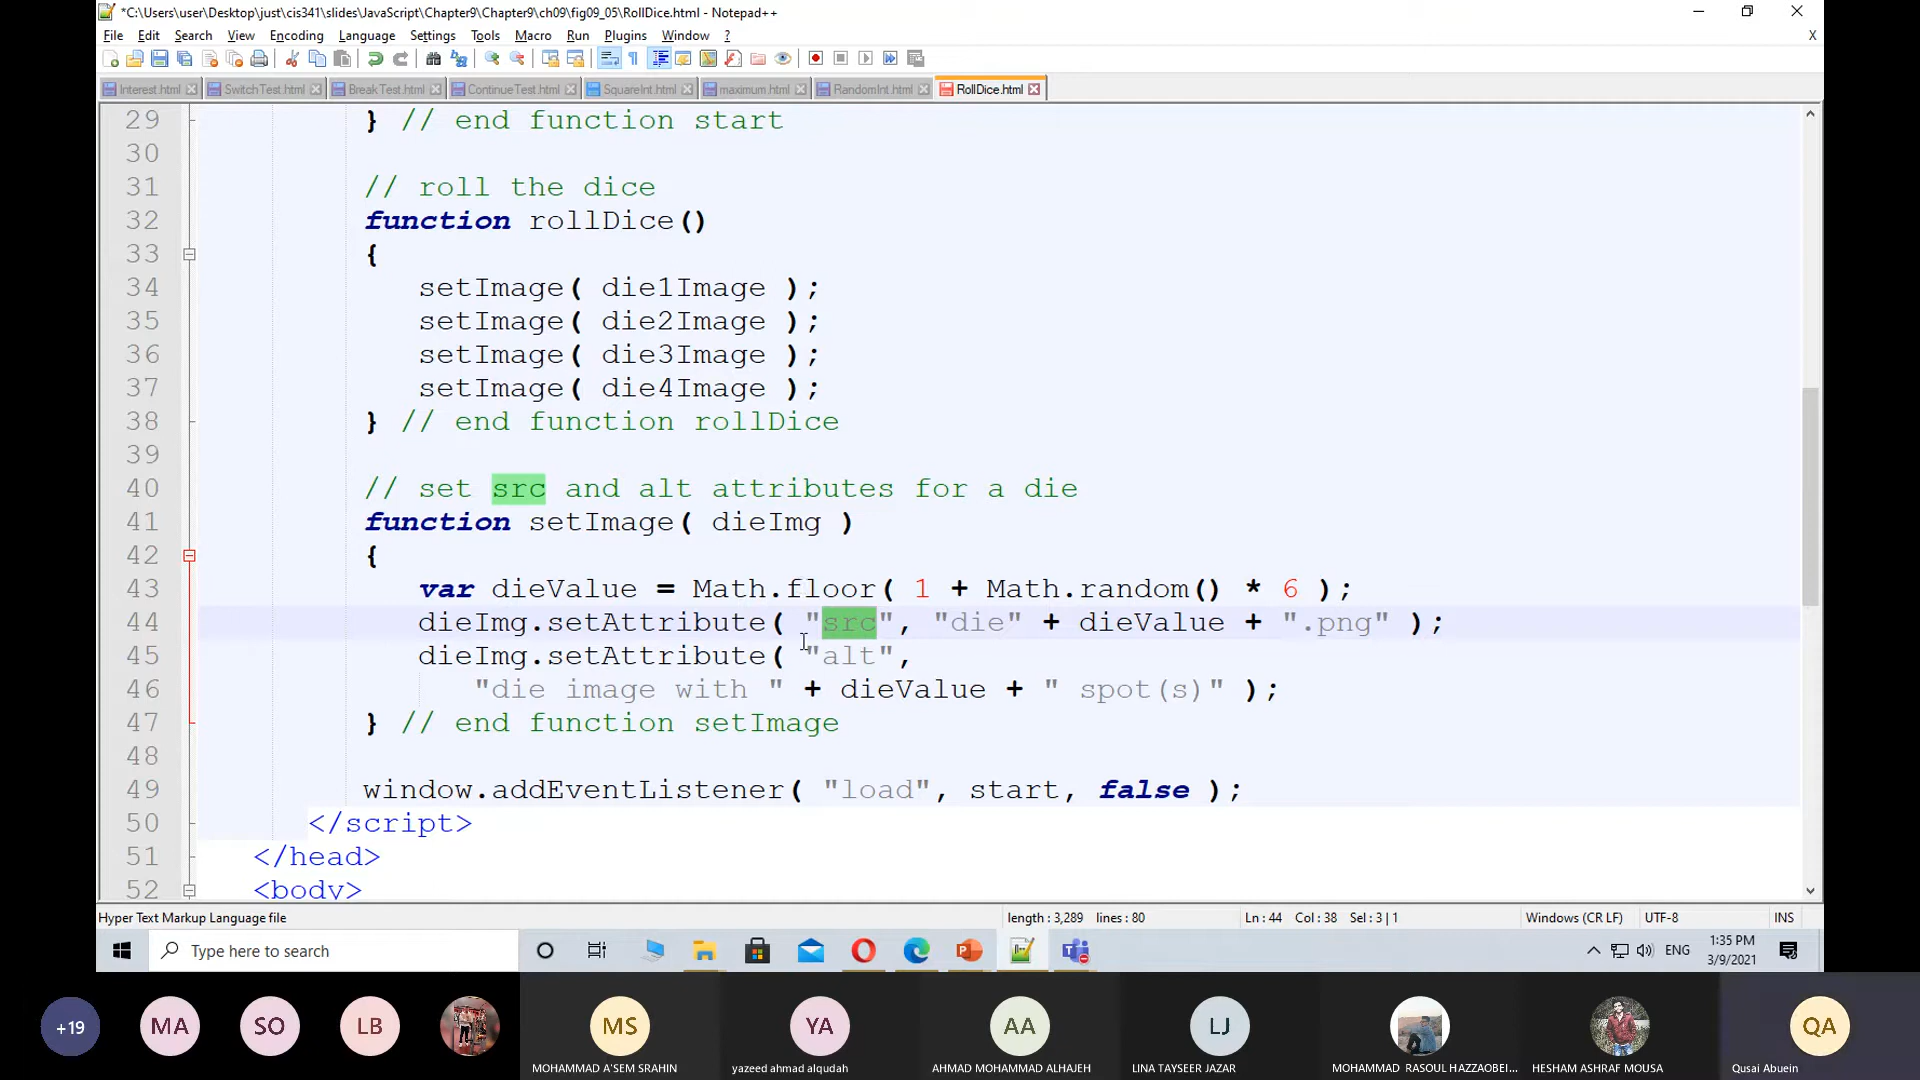 *C:\Users\user\Desktop\just\cis341\slides\JavaScript\Chapter9\Chapter9\ch09\fig09_05\RollDice.html - Notepad++
File Edit Search View Encoding Language Settings Tools Macro Run Plugins Window ? X
Interest.html SwitchTest.html BreakTest.html ContinueTest.html SquareInt.html maximum.html RandomInt.html RollDice.html
29 } // end function start
30
31 // roll the dice
32 function rollDice()
33 {
34 setImage( die1Image );
35 setImage( die2Image );
36 setImage( die3Image );
37 setImage( die4Image );
38 } // end function rollDice
39
40 // set src and alt attributes for a die
41 function setImage( dieImg )
42 {
43 var dieValue = Math.floor( 1 + Math.random() * 6 );
44 dieImg.setAttribute( "src", "die" + dieValue + ".png" );
45 dieImg.setAttribute( "alt",
46 "die image with " + dieValue + " spot(s)" );
47 } // end function setImage
48
49 window.addEventListener( "load", start, false );
50 </script>
51 </head>
52 <body>
Hyper Text Markup Language file length : 3,289 lines : 80 Ln : 44 Col : 38 Sel : 3 | 1 Windows (CR LF) UTF-8 INS
Type here to search ENG 1:35 PM
3/9/2021
+19 MA SO LB MS YA AA LJ QA
MOHAMMAD A'SEM SRAHIN yazeed ahmad alqudah AHMAD MOHAMMAD ALHAJEH LINA TAYSEER JAZAR MOHAMMAD RASOUL HAZZAOBEI... HESHAM ASHRAF MOUSA Qusai Abuein